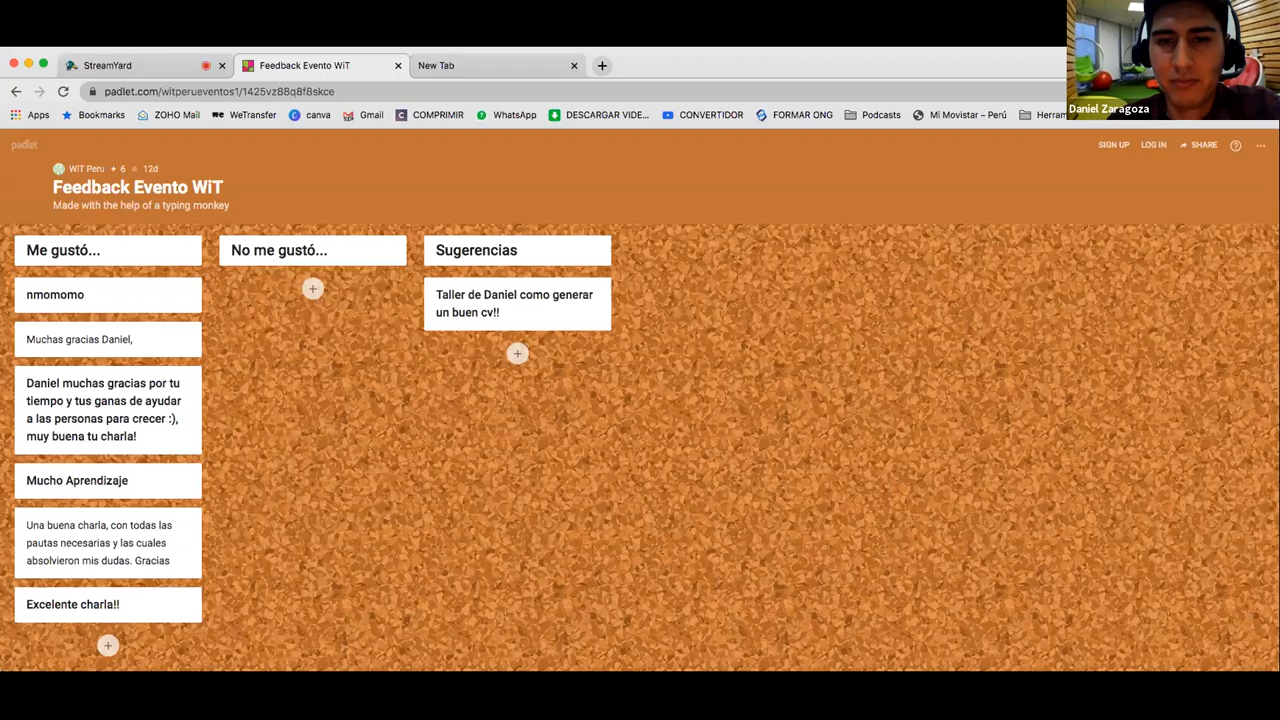 StreamYard
Feedback Evento WiT
New Tab
padlet.com/witperueventos1/1425vz88q8f8skce
Apps
Bookmarks
ZOHO Mail
WeTransfer
canva
Gmail
COMPRIMIR
WhatsApp
DESCARGAR VIDE...
CONVERTIDOR
FORMAR ONG
Podcasts
Mi Movistar – Perú
Herram
Daniel Zaragoza
padlet
SIGN UP
LOG IN
SHARE
WiT Peru + 6 12d
Feedback Evento WiT
Made with the help of a typing monkey
Me gustó...
nmomomo
Muchas gracias Daniel,
Daniel muchas gracias por tu
tiempo y tus ganas de ayudar
a las personas para crecer :),
muy buena tu charla!
Mucho Aprendizaje
Una buena charla, con todas las
pautas necesarias y las cuales
absolvieron mis dudas. Gracias
Excelente charla!!
No me gustó...
Sugerencias
Taller de Daniel como generar
un buen cv!!